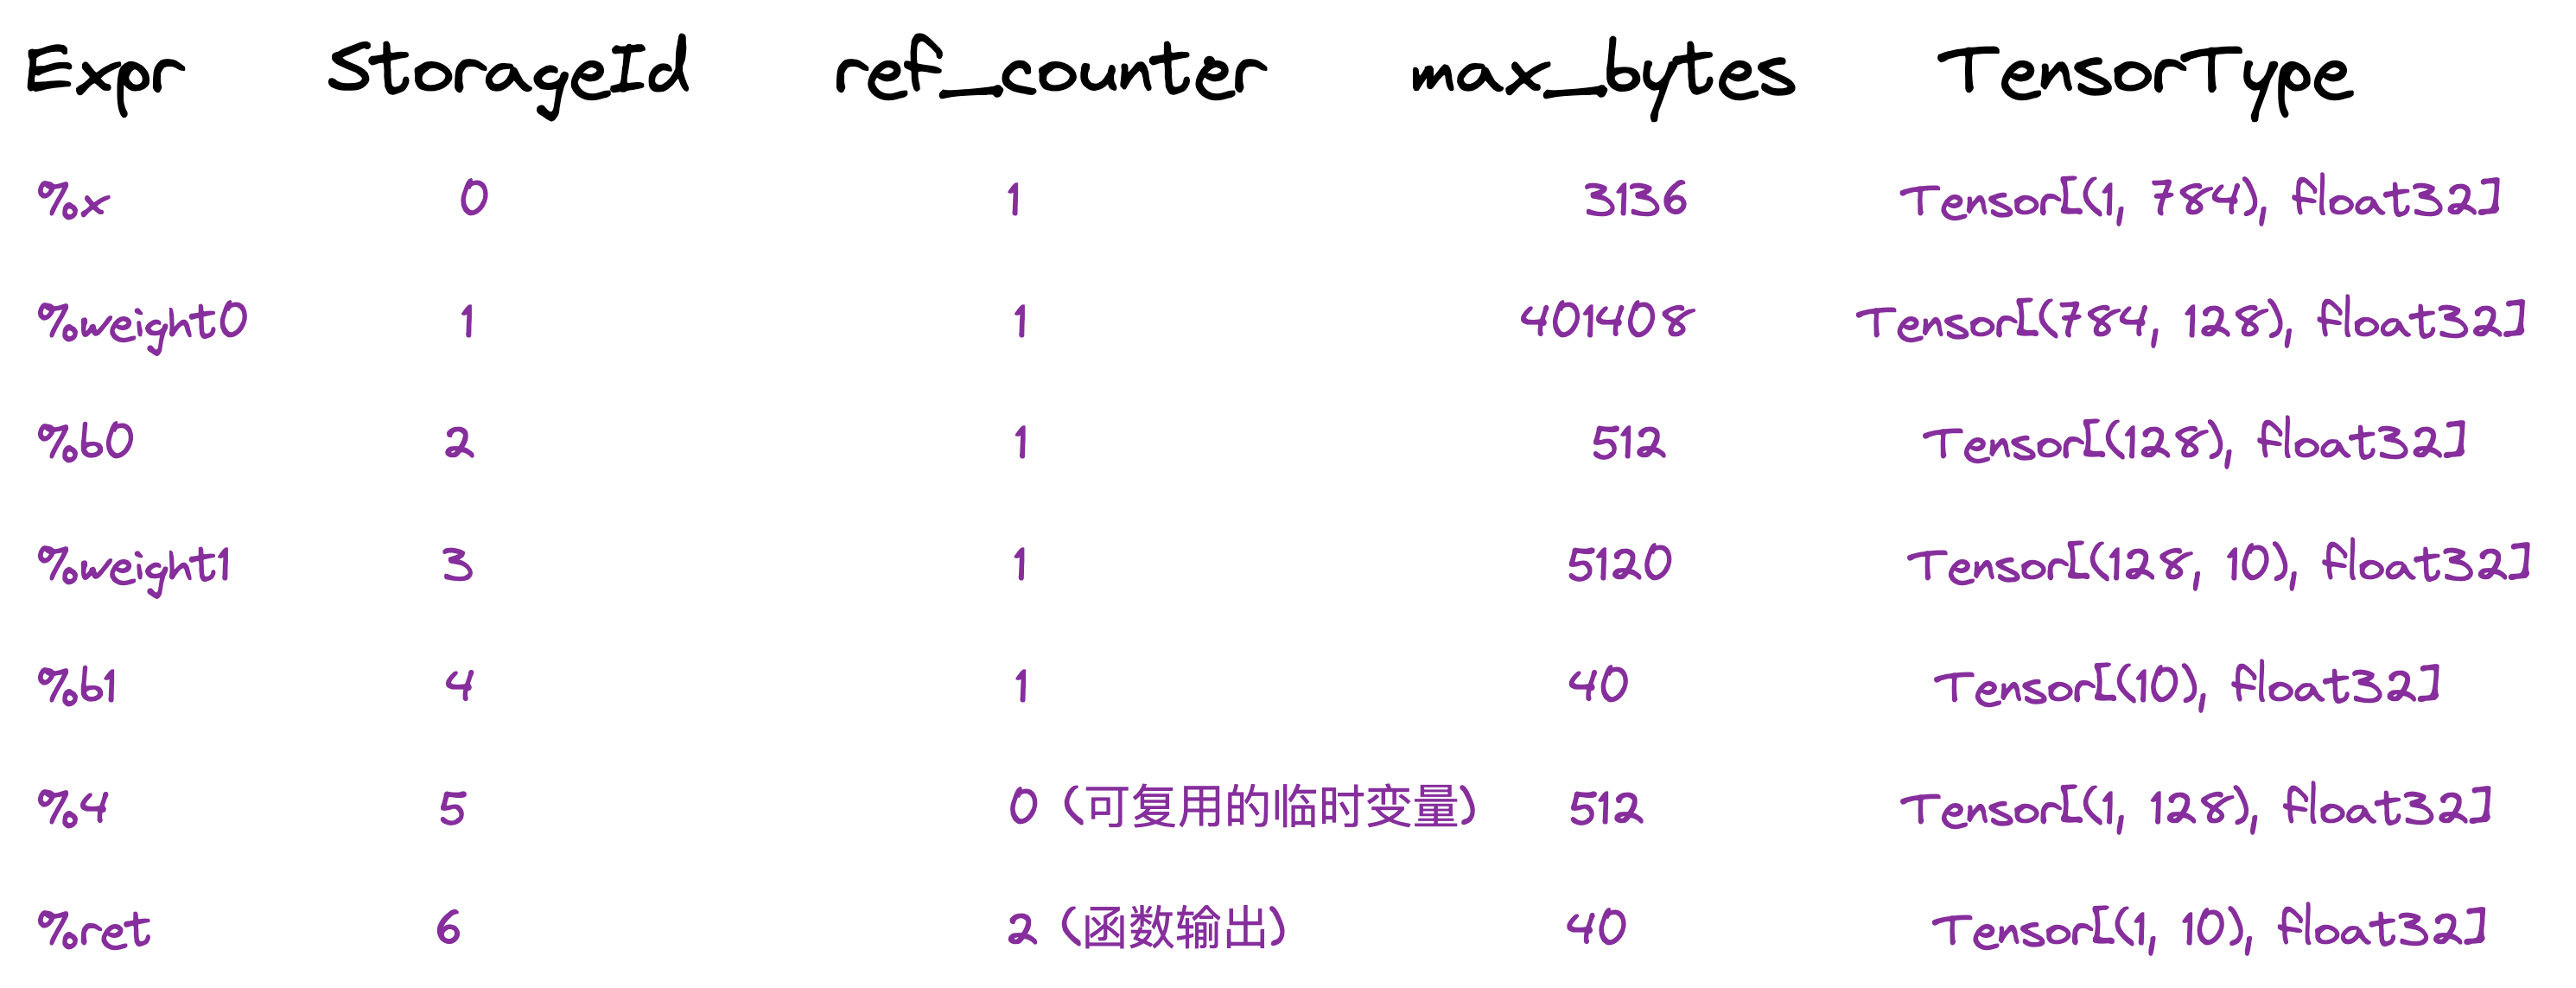 Expr StorageId ref_counter max_bytes TensorType
%x 0 1 3136 Tensor[(1, 784), float32]
%weight0 1 1 401408 Tensor[(784, 128), float32]
%b0 2 1 512 Tensor[(128), float32]
%weight1 3 1 5120 Tensor[(128, 10), float32]
%b1 4 1 40 Tensor[(10), float32]
%4 5 0（可复用的临时变量） 512 Tensor[(1, 128), float32]
%ret 6 2（函数输出） 40 Tensor[(1, 10), float32]